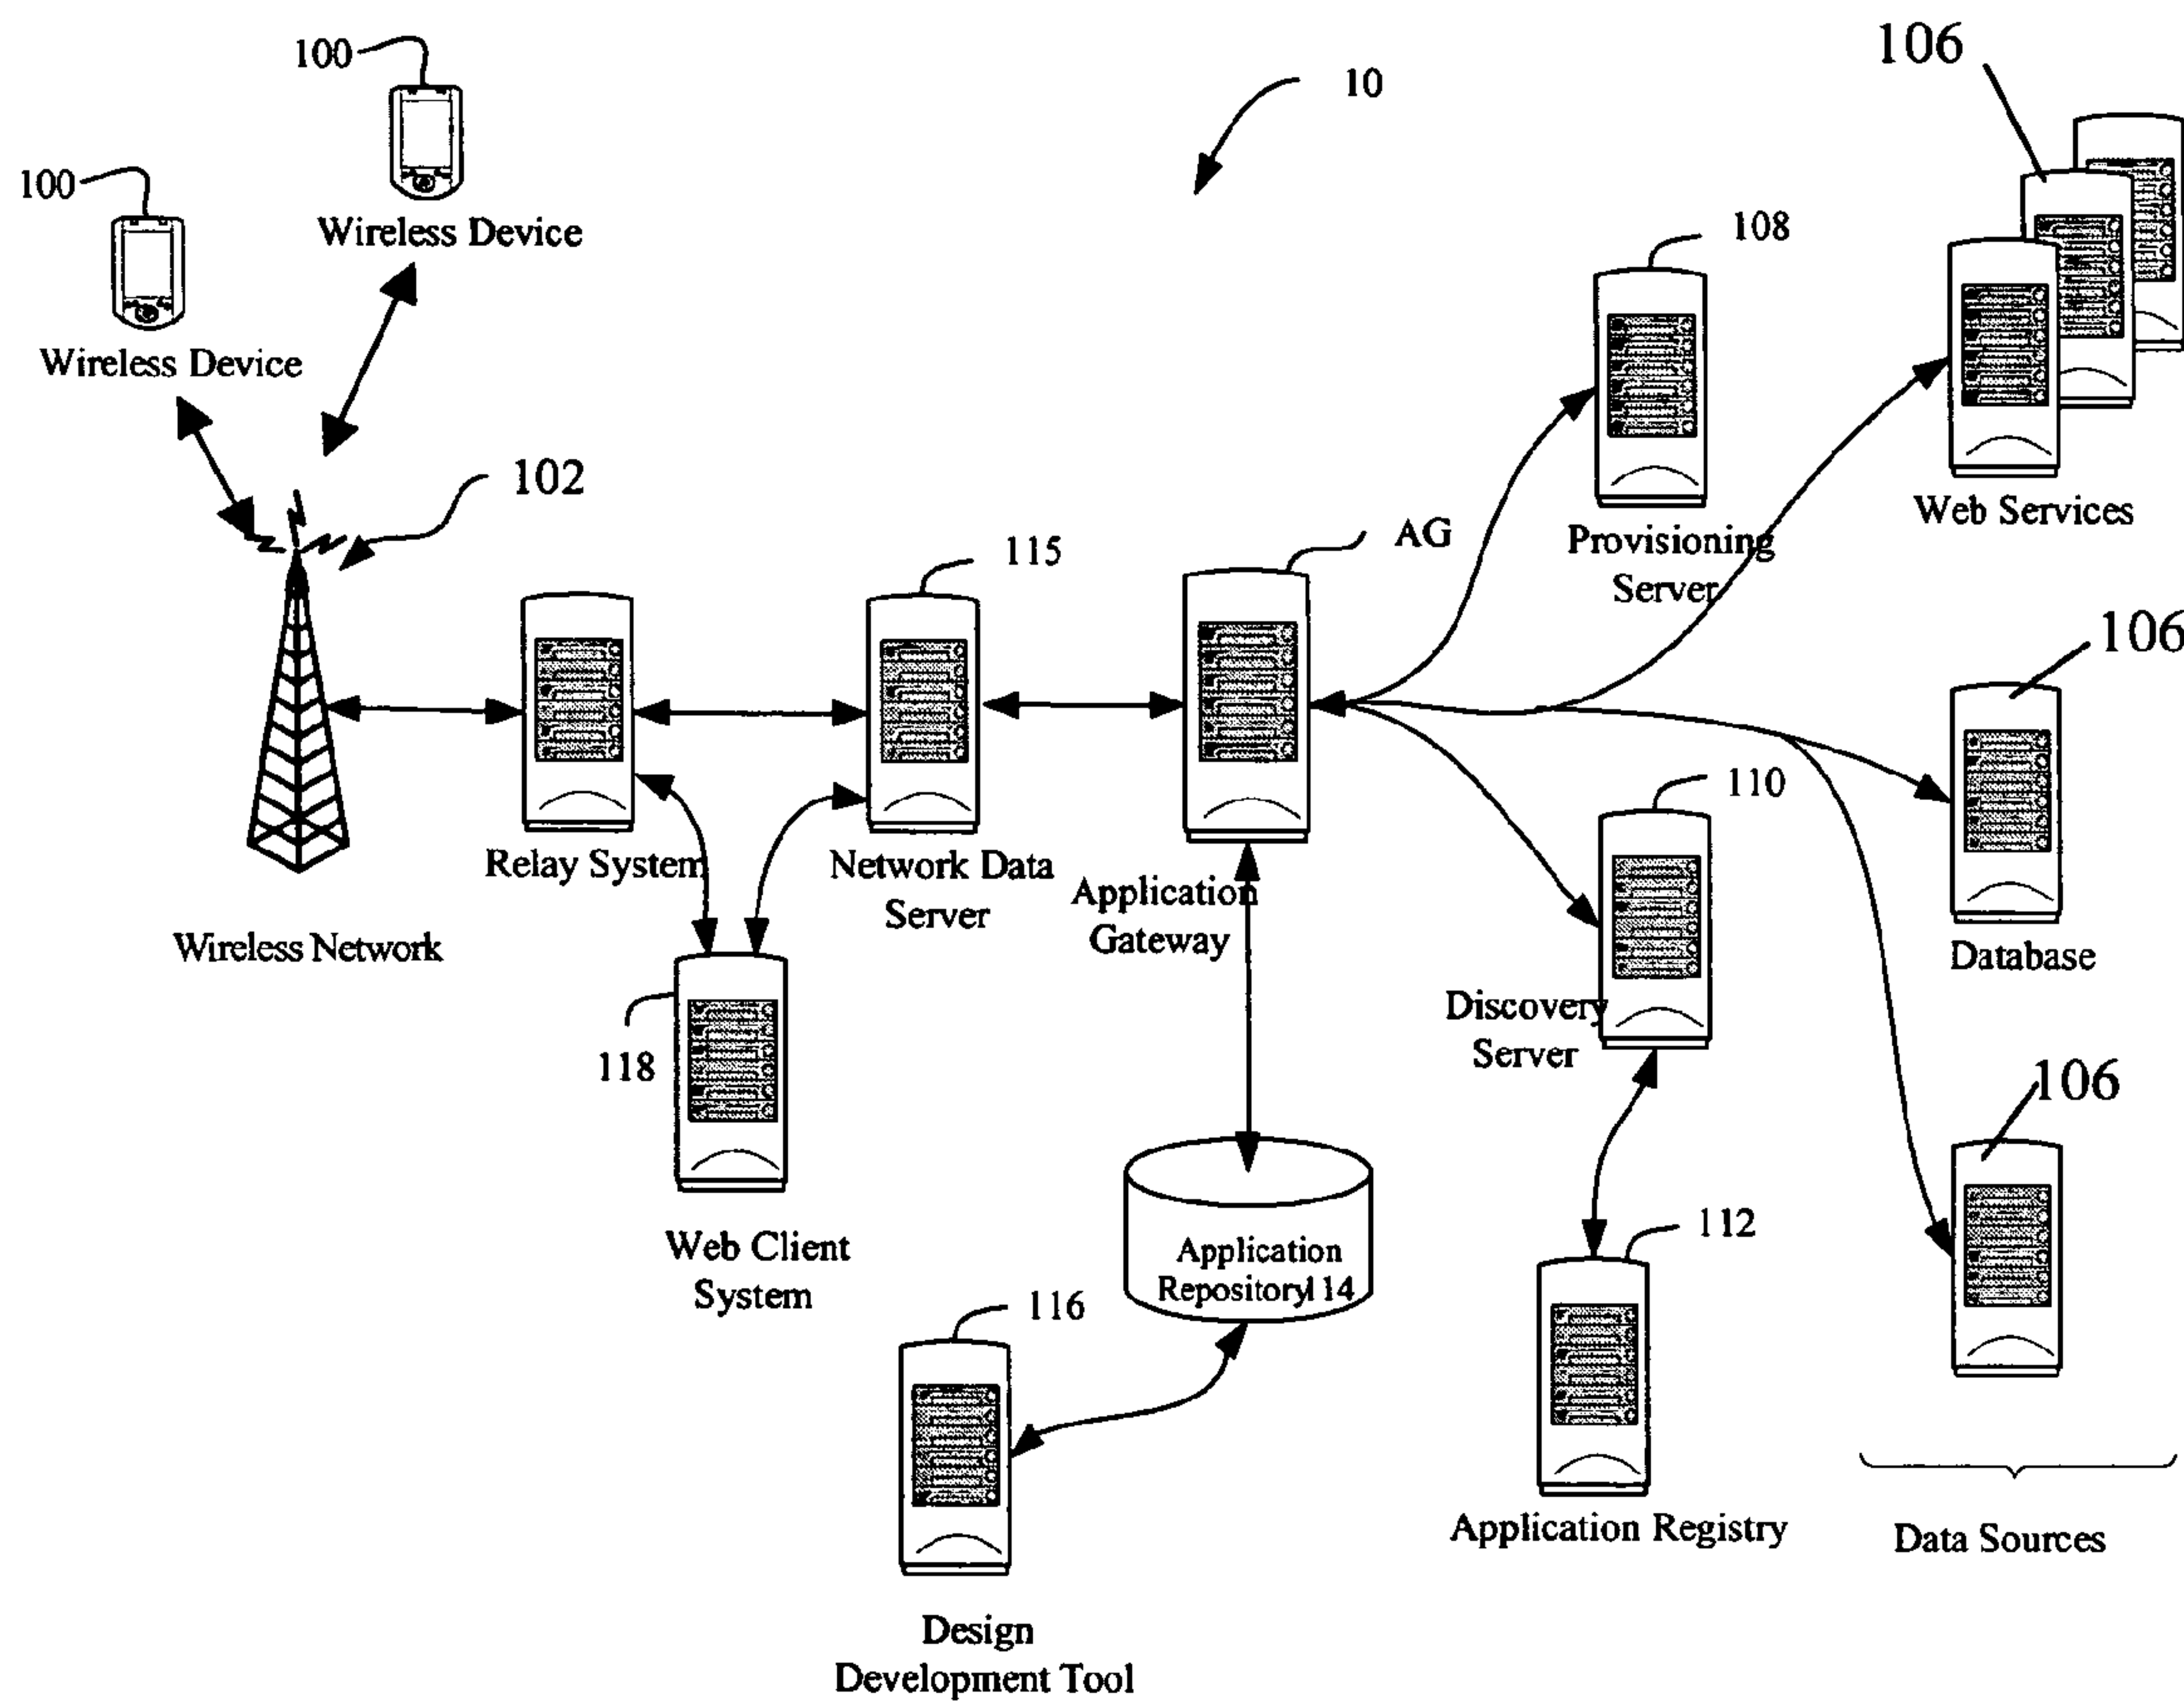 100
100
Wireless Device
Wireless Device
10
106
108
Web Services
Provisioning
Server
102
115
AG
106
Relay System
Network Data
Server
Application
Gateway
Wireless Network
110
Database
Discovery
Server
118
106
Web Client
System
Application
Repository114
112
116
Application Registry
Data Sources
Design
Development Tool